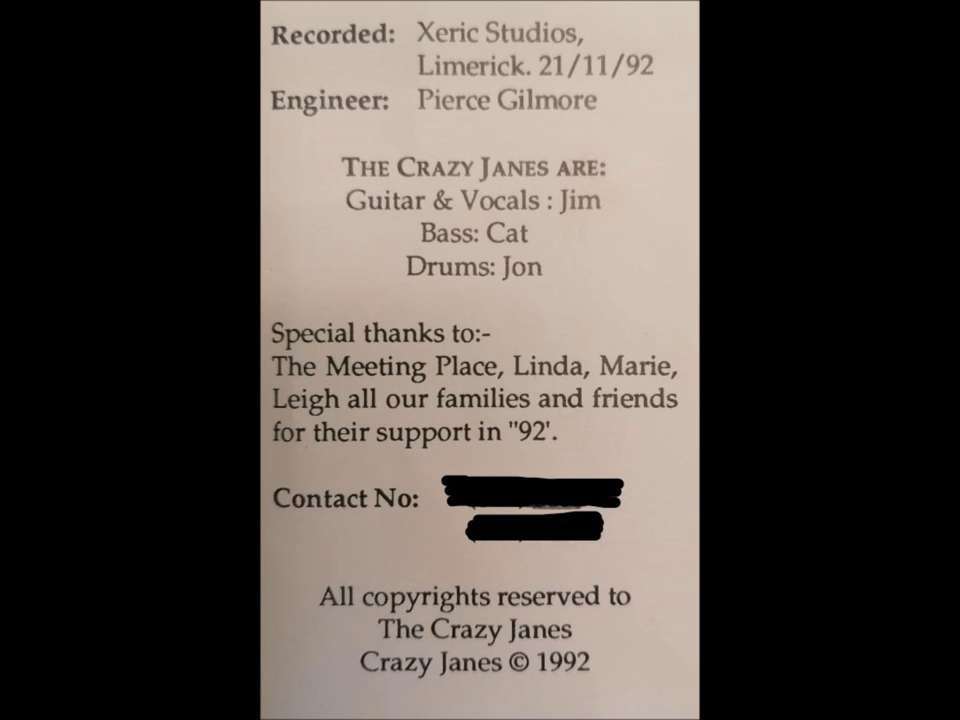 Recorded: Xeric Studios,
Limerick. 21/11/92
Engineer: Pierce Gilmore
THE CRAZY JANES ARE:
Guitar & Vocals : Jim
Bass: Cat
Drums: Jon
Special thanks to:-
The Meeting Place, Linda, Marie,
Leigh all our families and friends
for their support in "92'.
Contact No:
All copyrights reserved to
The Crazy Janes
Crazy Janes © 1992